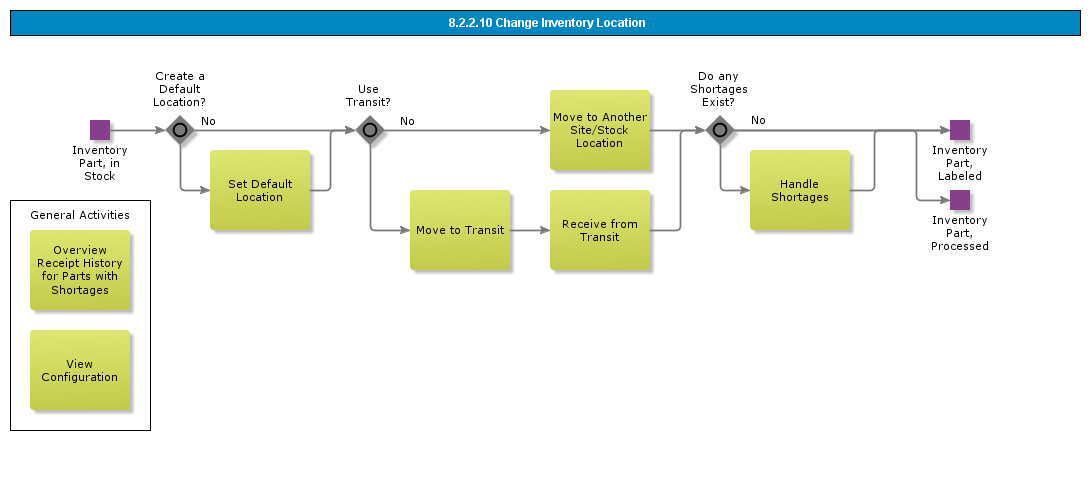 8.2.2.10 Change Inventory Location
Create a
Default
Location?
No
Use
Transit?
No
Move to Another
Site/Stock
Location
Do any
Shortages
Exist?
No
Inventory
Part, in
Stock
Set Default
Location
Move to Transit
Receive from
Transit
Handle
Shortages
Inventory
Part,
Labeled
Inventory
Part,
Processed
General Activities
Overview
Receipt History
for Parts with
Shortages
View
Configuration